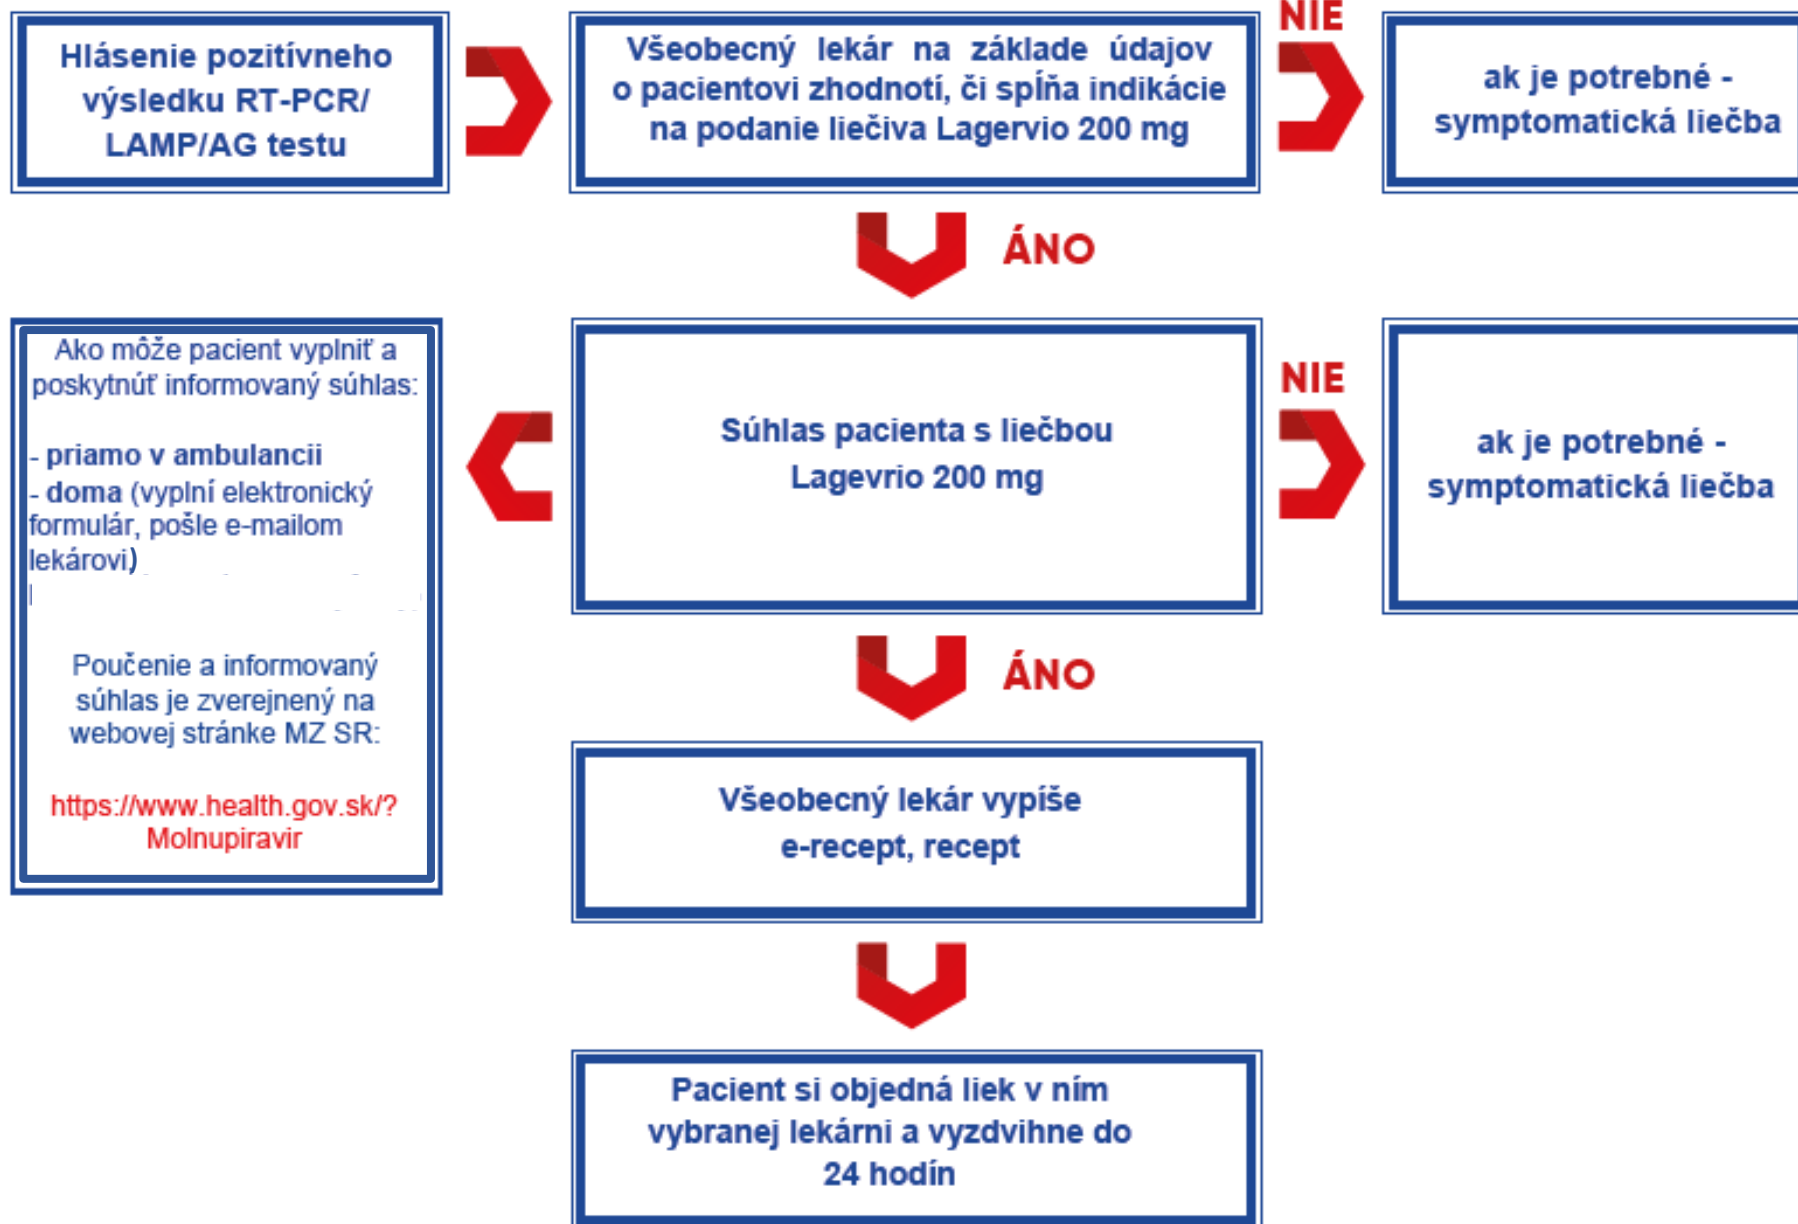 Hlásenie pozitívneho
výsledku RT-PCR/
LAMP/AG testu
Všeobecný lekár na základe údajov
o pacientovi zhodnotí, či spĺňa indikácie
na podanie liečiva Lagervio 200 mg
NIE
ak je potrebné -
symptomatická liečba
ÁNO
Ako môže pacient vyplniť a
poskytnúť informovaný súhlas:
- priamo v ambulancii
- doma (vyplní elektronický
formulár, pošle e-mailom
lekárovi)
Poučenie a informovaný
súhlas je zverejnený na
webovej stránke MZ SR:
https://www.health.gov.sk/?
Molnupiravir
Súhlas pacienta s liečbou
Lagevrio 200 mg
NIE
ak je potrebné -
symptomatická liečba
ÁNO
Všeobecný lekár vypíše
e-recept, recept
Pacient si objedná liek v ním
vybranej lekárni a vyzdvihne do
24 hodín